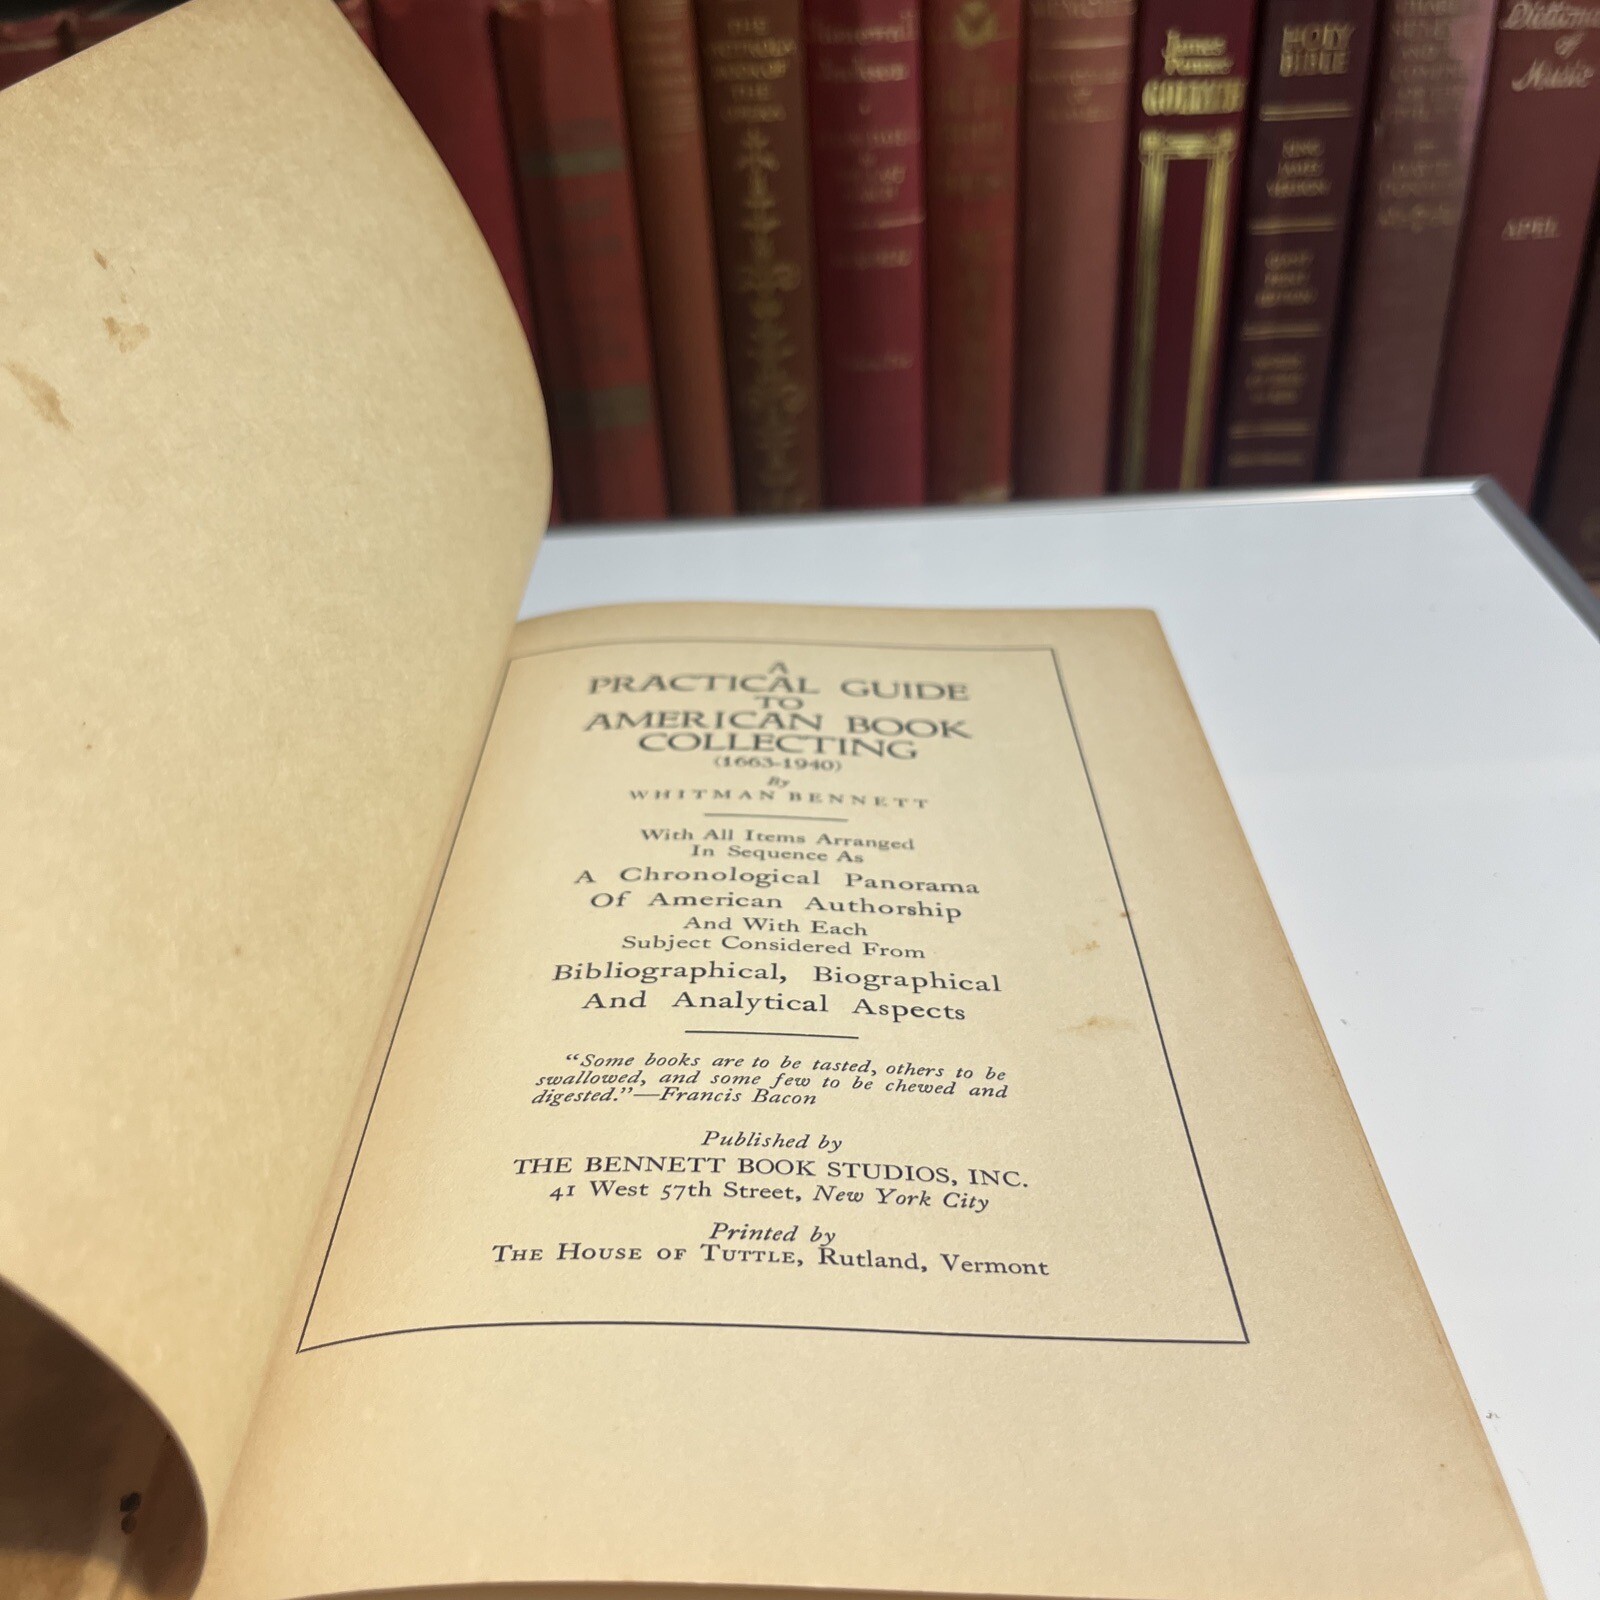 HOLY
BIBLE
KING
JAMES
VERSION
Dictionary
of
Music
APRIL
A
PRACTICAL GUIDE
TO
AMERICAN BOOK
COLLECTING
(1663-1940)
By
WHITMAN BENNETT
With All Items Arranged
In Sequence As
A Chronological Panorama
Of American Authorship
And With Each
Subject Considered From
Bibliographical, Biographical
And Analytical Aspects
"Some books are to be tasted, others to be
swallowed, and some few to be chewed and
digested."—Francis Bacon
Published by
THE BENNETT BOOK STUDIOS, INC.
41 West 57th Street, New York City
Printed by
THE HOUSE OF TUTTLE, Rutland, Vermont